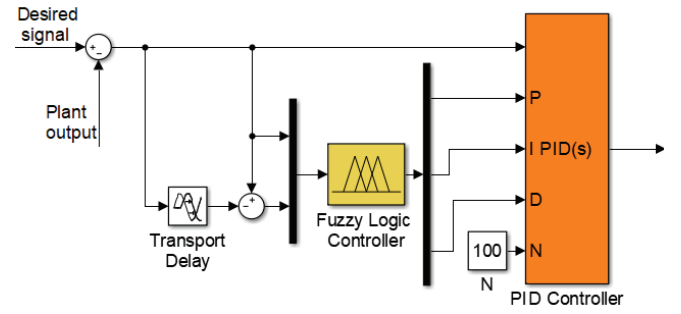 Desired
signal
Plant
output
Transport
Delay
Fuzzy Logic
Controller
P
I PID(s)
D
N
100
N
PID Controller